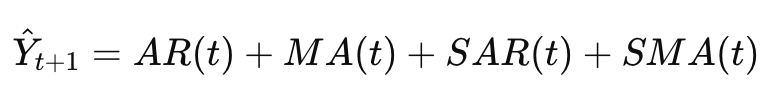 Ŷ_{t+1} = AR(t) + MA(t) + SAR(t) + SMA(t)